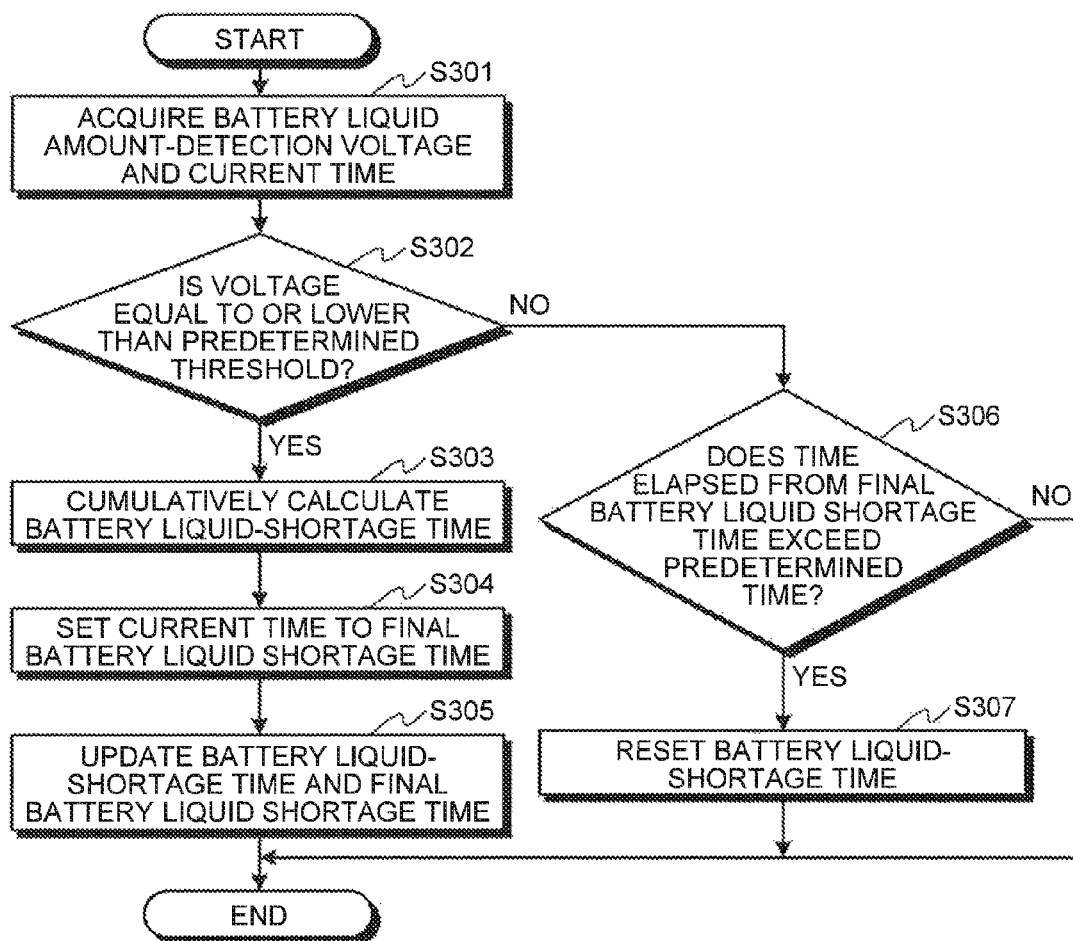 START
S301
ACQUIRE BATTERY LIQUID
AMOUNT-DETECTION VOLTAGE
AND CURRENT TIME
S302
IS VOLTAGE
EQUAL TO OR LOWER
THAN PREDETERMINED
THRESHOLD?
NO
YES
S303
CUMULATIVELY CALCULATE
BATTERY LIQUID-SHORTAGE TIME
S304
SET CURRENT TIME TO FINAL
BATTERY LIQUID SHORTAGE TIME
S305
UPDATE BATTERY LIQUID-
SHORTAGE TIME AND FINAL
BATTERY LIQUID SHORTAGE TIME
S306
DOES TIME
ELAPSED FROM FINAL
BATTERY LIQUID SHORTAGE
TIME EXCEED
PREDETERMINED
TIME?
NO
YES
S307
RESET BATTERY LIQUID-
SHORTAGE TIME
END